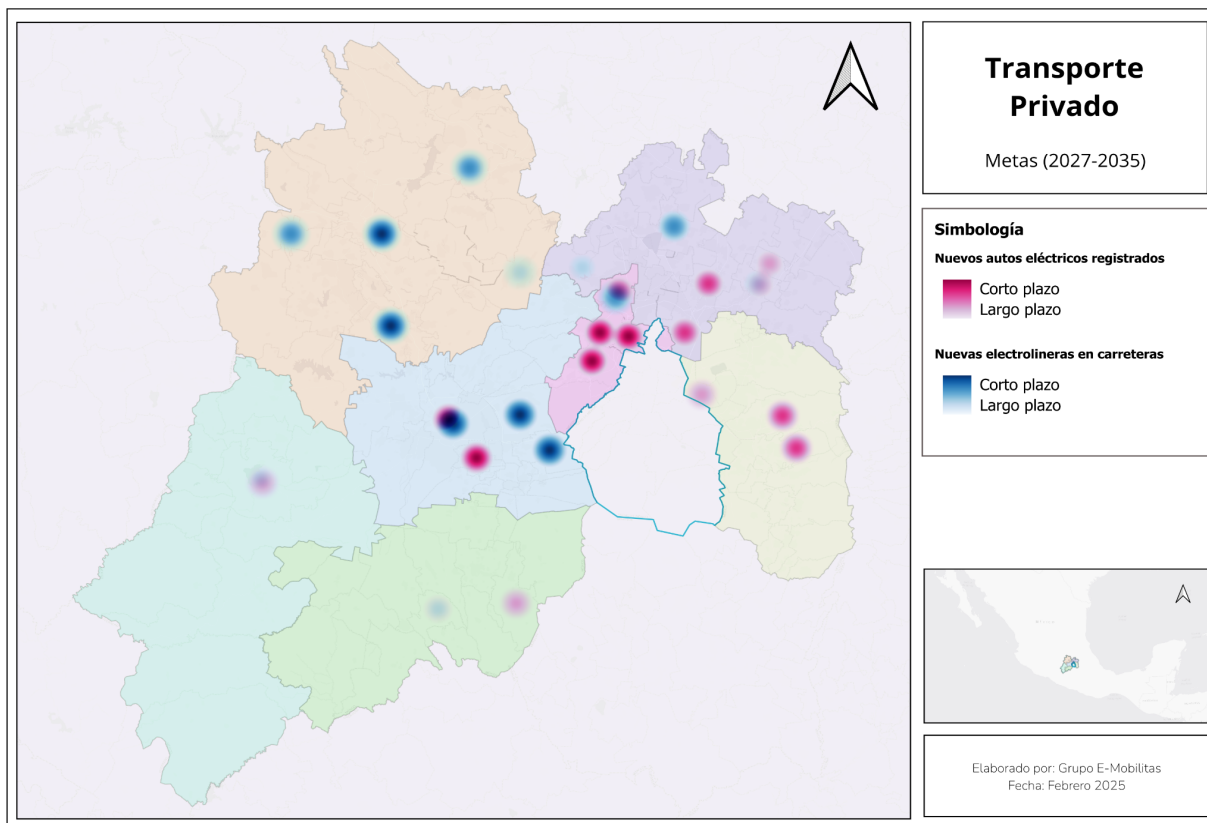 Transporte
Privado
Metas (2027-2035)
Simbología
Nuevos autos eléctricos registrados
Corto plazo
Largo plazo
Nuevas electrolineras en carreteras
Corto plazo
Largo plazo
Elaborado por: Grupo E-Mobilitas
Fecha: Febrero 2025